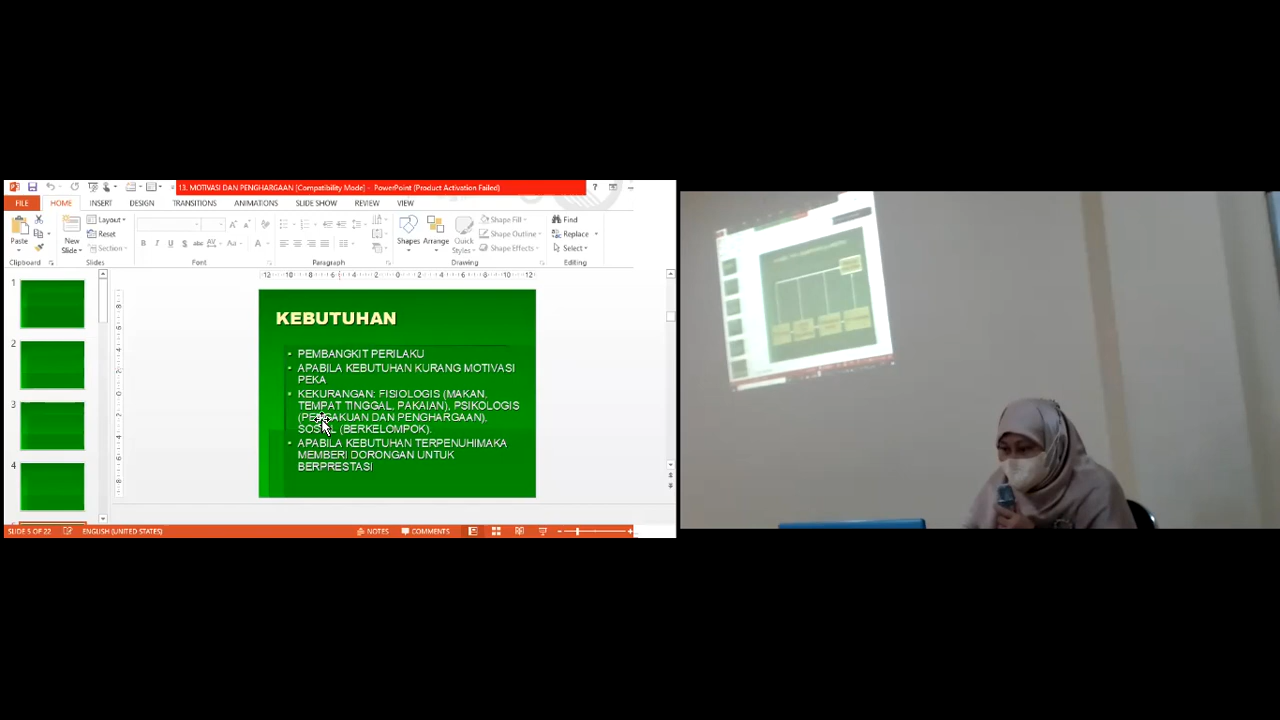 13. MOTIVASI DAN PENGHARGAAN [Compatibility Mode] - PowerPoint (Product Activation Failed)
FILE HOME INSERT DESIGN TRANSITIONS ANIMATIONS SLIDE SHOW REVIEW VIEW
Paste
New
Slide
Layout
Reset
Section
Shapes
Arrange
Quick
Styles
Shape Fill
Shape Outline
Shape Effects
Find
Replace
Select
Clipboard Slides Font Paragraph Drawing Editing
1
2
3
4
KEBUTUHAN
• PEMBANGKIT PERILAKU
• APABILA KEBUTUHAN KURANG MOTIVASI
PEKA
• KEKURANGAN: FISIOLOGIS (MAKAN,
TEMPAT TINGGAL, PAKAIAN), PSIKOLOGIS
(PENGAKUAN DAN PENGHARGAAN),
SOSIAL (BERKELOMPOK).
• APABILA KEBUTUHAN TERPENUHIMAKA
MEMBERI DORONGAN UNTUK
BERPRESTASI
SLIDE 5 OF 22 ENGLISH (UNITED STATES) NOTES COMMENTS